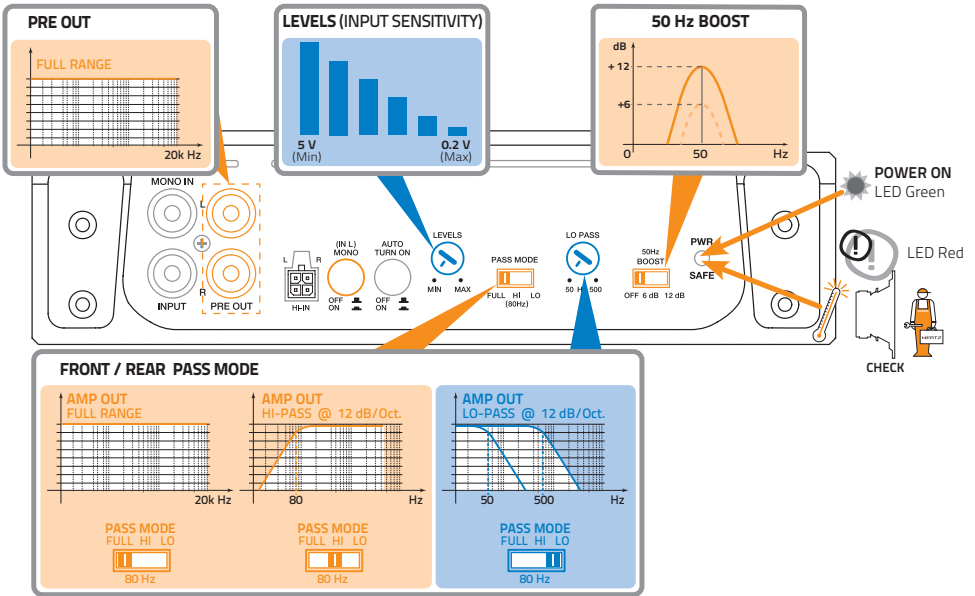 PRE OUT
FULL RANGE
20k Hz
LEVELS (INPUT SENSITIVITY)
5 V
(Min)
0.2 V
(Max)
50 Hz BOOST
dB
+ 12
+6
0
50
Hz
MONO IN
L
R
INPUT
PRE OUT
L
R
HI-IN
(IN L)
MONO
OFF
ON
AUTO
TURN ON
OFF
ON
LEVELS
MIN
MAX
PASS MODE
FULL HI LO
(80Hz)
LO PASS
50 Hz 500
50Hz
BOOST
OFF 6 dB 12 dB
PWR
SAFE
POWER ON
LED Green
LED Red
HERTZ
CHECK
FRONT / REAR PASS MODE
AMP OUT
FULL RANGE
20k Hz
PASS MODE
FULL HI LO
80 Hz
AMP OUT
HI-PASS @ 12 dB/Oct.
80
Hz
PASS MODE
FULL HI LO
80 Hz
AMP OUT
LO-PASS @ 12 dB/Oct.
50
500
Hz
PASS MODE
FULL HI LO
80 Hz